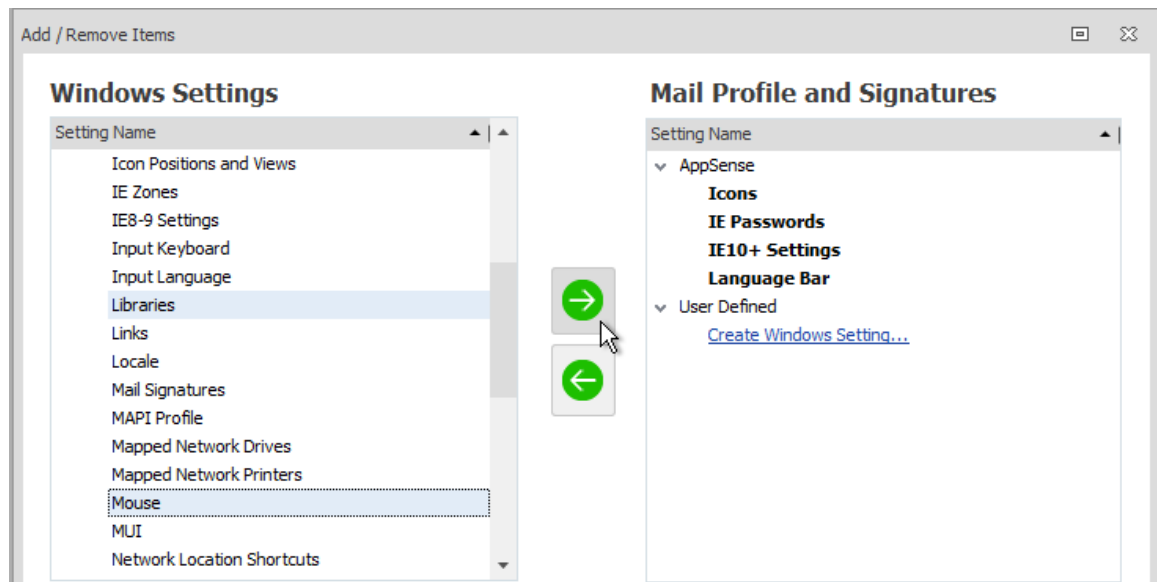 Add / Remove Items
Windows Settings
Setting Name
Icon Positions and Views
IE Zones
IE8-9 Settings
Input Keyboard
Input Language
Libraries
Links
Locale
Mail Signatures
MAPI Profile
Mapped Network Drives
Mapped Network Printers
Mouse
MUI
Network Location Shortcuts
Mail Profile and Signatures
Setting Name
AppSense
Icons
IE Passwords
IE10+ Settings
Language Bar
User Defined
Create Windows Setting...